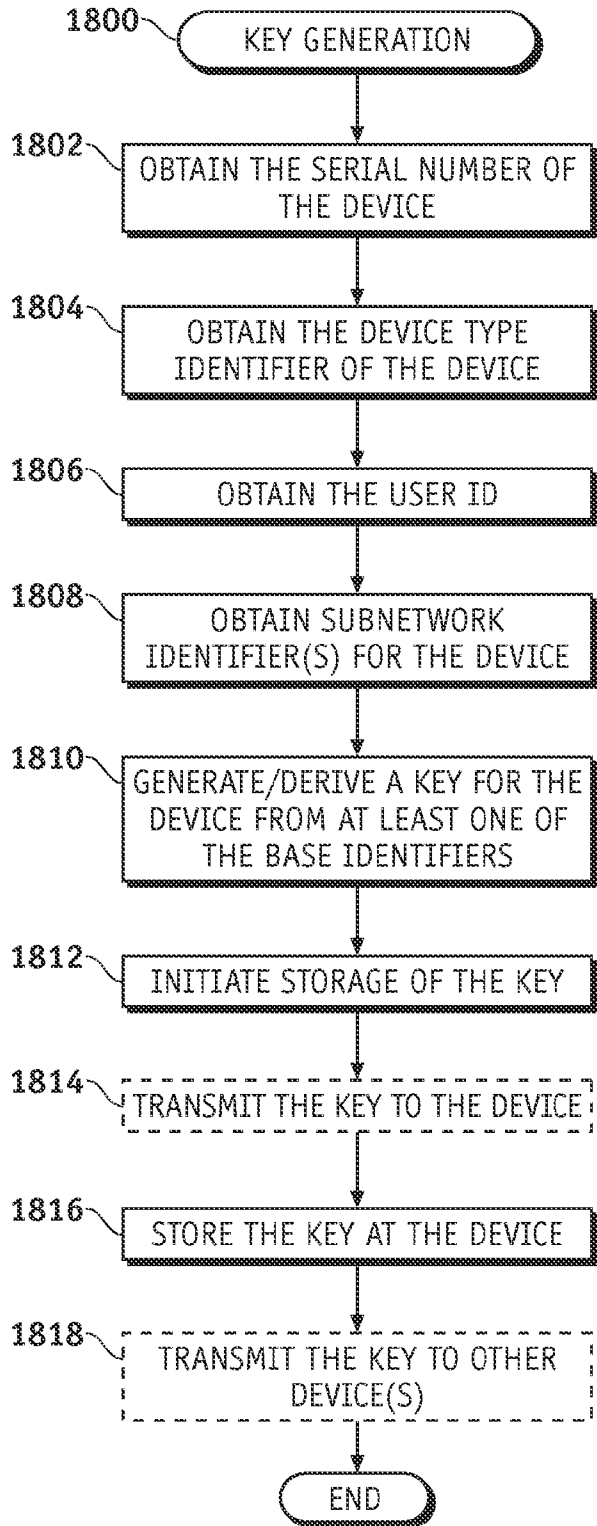 1800
KEY GENERATION
1802
OBTAIN THE SERIAL NUMBER OF
THE DEVICE
1804
OBTAIN THE DEVICE TYPE
IDENTIFIER OF THE DEVICE
1806
OBTAIN THE USER ID
1808
OBTAIN SUBNETWORK
IDENTIFIER(S) FOR THE DEVICE
1810
GENERATE/DERIVE A KEY FOR THE
DEVICE FROM AT LEAST ONE OF
THE BASE IDENTIFIERS
1812
INITIATE STORAGE OF THE KEY
1814
TRANSMIT THE KEY TO THE DEVICE
1816
STORE THE KEY AT THE DEVICE
1818
TRANSMIT THE KEY TO OTHER
DEVICE(S)
END